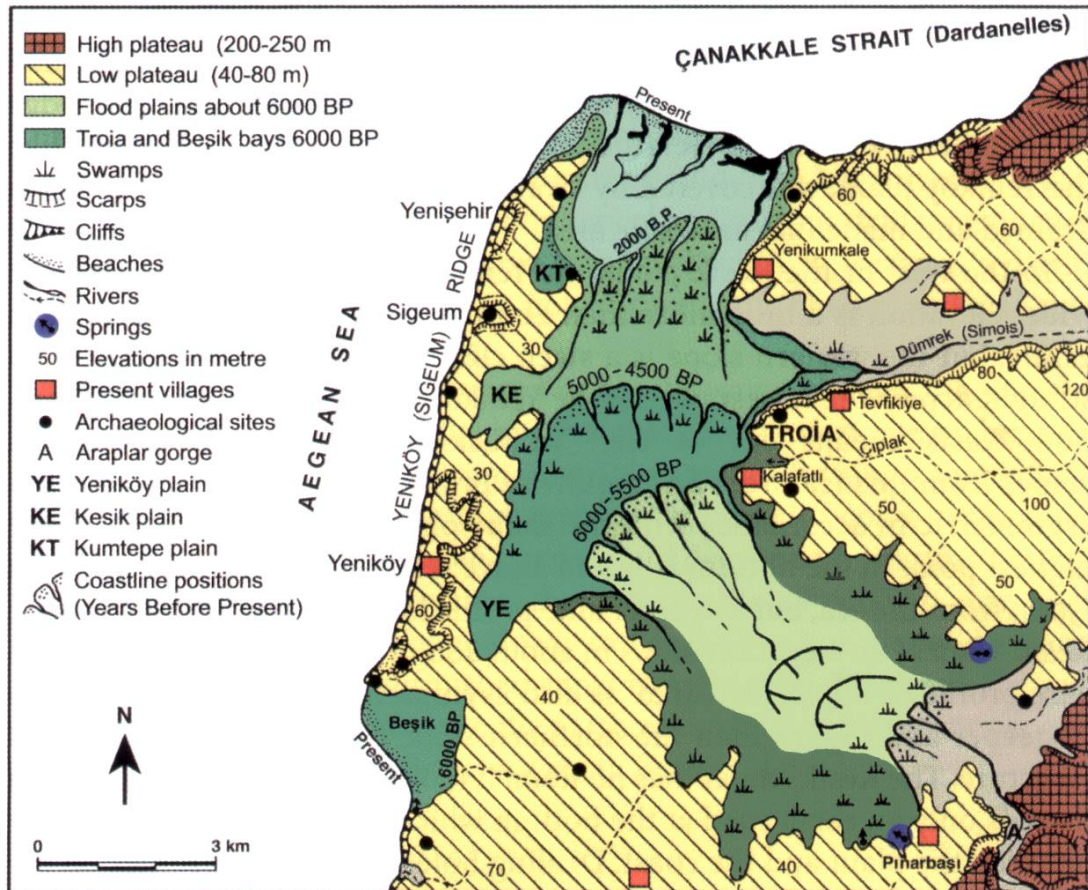 High plateau (200-250 m
Low plateau (40-80 m)
Flood plains about 6000 BP
Troia and Beşik bays 6000 BP
Swamps
Scarps
Cliffs
Beaches
Rivers
Springs
50 Elevations in metre
Present villages
Archaeological sites
A Araplar gorge
YE Yeniköy plain
KE Kesik plain
KT Kumtepe plain
Coastline positions
(Years Before Present)
N
0 3 km
ÇANAKKALE STRAIT (Dardanelles)
Present
60
60
Yenişehir
2000 B.P.
Yenikumkale
KT
Sigeum
30
Dümrek (Simois)
AEGEAN SEA
YENİKÖY (SIGEUM) RIDGE
KE
5000-4500 BP
80
120
Tevfikiye
TROİA
Çıplak
30
Kalafatlı
6000-5500 BP
50
100
Yeniköy
60
YE
50
40
Beşik
6000 BP
Present
A
Pınarbaşı
70
40